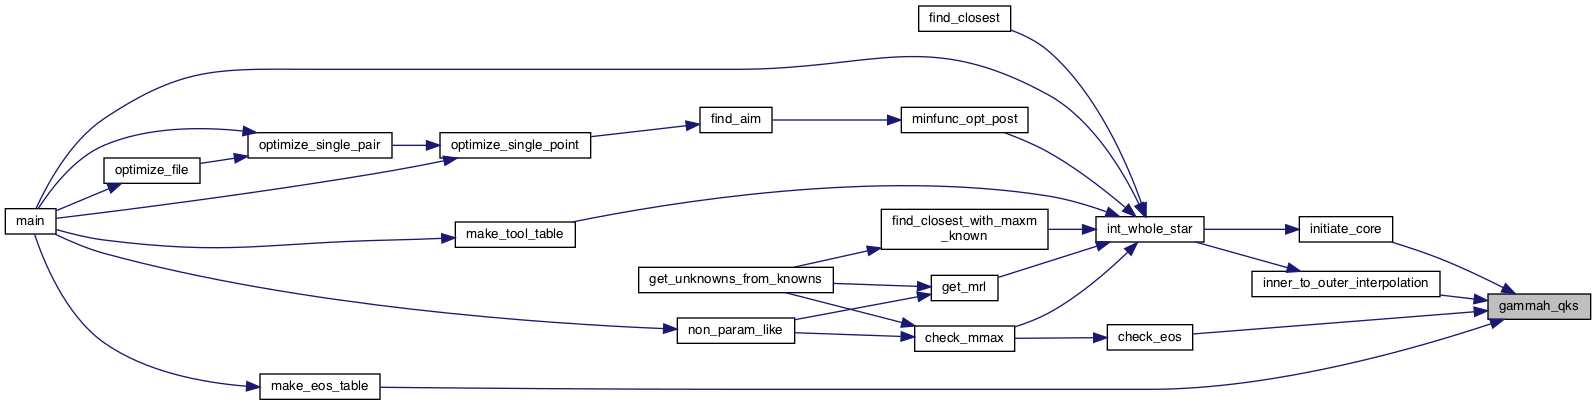 find_closest
find_aim
minfunc_opt_post
optimize_single_pair
optimize_single_point
optimize_file
main
make_tool_table
find_closest_with_maxm
_known
int_whole_star
initiate_core
get_unknowns_from_knowns
get_mrl
inner_to_outer_interpolation
gammah_qks
non_param_like
check_mmax
check_eos
make_eos_table